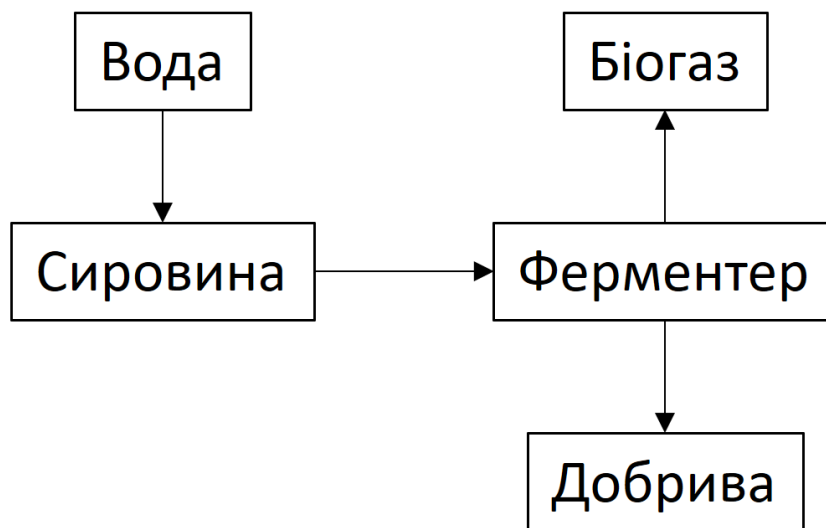 Вода
Біогаз
Сировина
Ферментер
Добрива